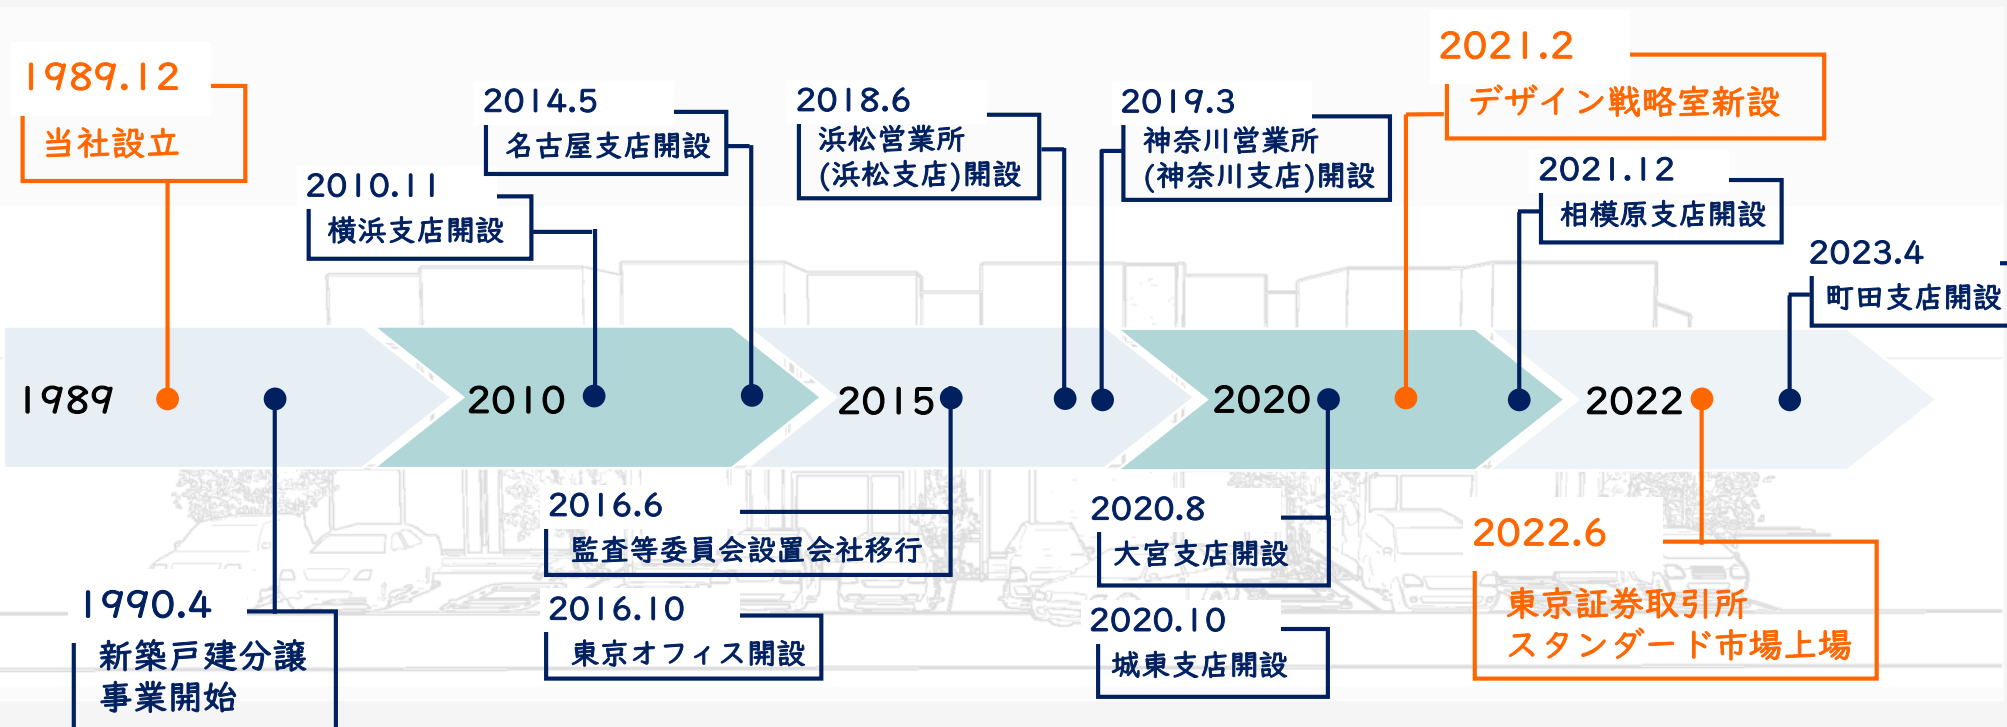 1989.12
当社設立
2010.11
横浜支店開設
2014.5
名古屋支店開設
2018.6
浜松営業所
(浜松支店)開設
2019.3
神奈川営業所
(神奈川支店)開設
2021.2
デザイン戦略室新設
2021.12
相模原支店開設
2023.4
町田支店開設
1989
2010
2015
2020
2022
1990.4
新築戸建分譲
事業開始
2016.6
監査等委員会設置会社移行
2016.10
東京オフィス開設
2020.8
大宮支店開設
2020.10
城東支店開設
2022.6
東京証券取引所
スタンダード市場上場